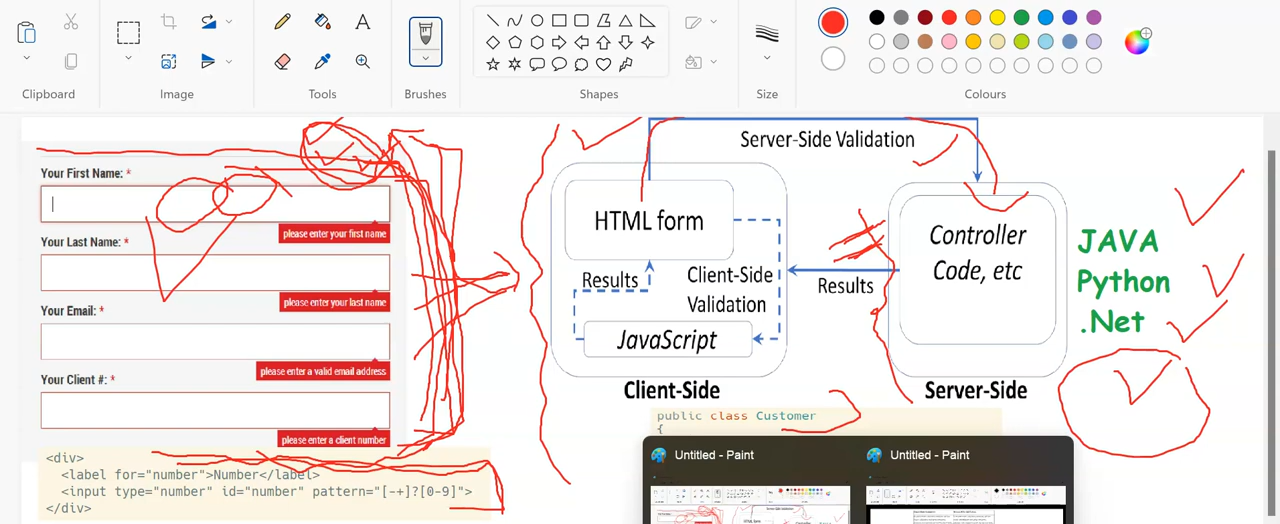 Clipboard
Image
Tools
Brushes
Shapes
Size
Colours
Your First Name: *
please enter your first name
Your Last Name: *
please enter your last name
Your Email: *
please enter a valid email address
Your Client #: *
please enter a client number
<div>
<label for="number">Number</label>
<input type="number" id="number" pattern="[-+]?[0-9]">
</div>
Server-Side Validation
HTML form
Results
Client-Side
Validation
JavaScript
Client-Side
Results
Controller
Code, etc
Server-Side
JAVA
Python
.Net
public class Customer
{
Untitled - Paint
Untitled - Paint